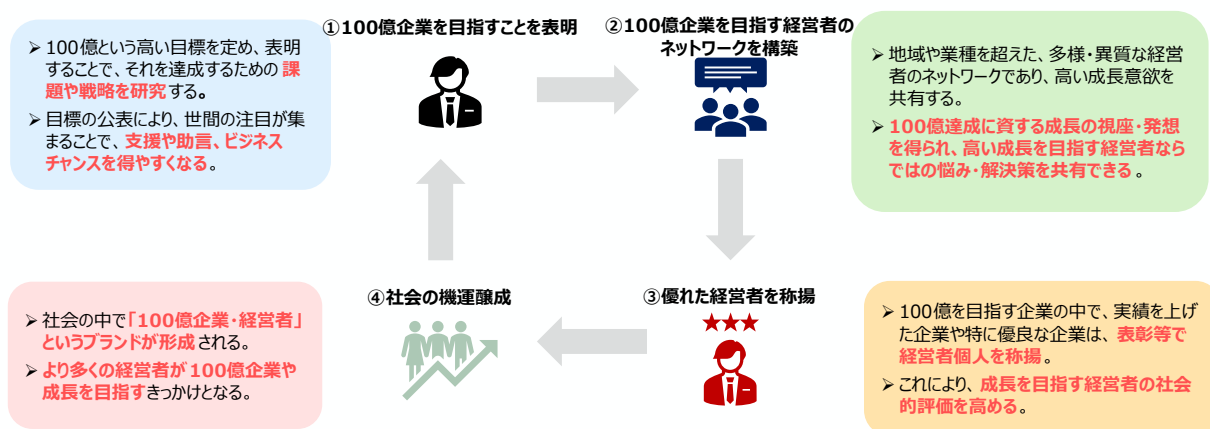 ①100億企業を目指すことを表明
➢ 100億という高い目標を定め、表明
することで、それを達成するための課
題や戦略を研究する。
➢ 目標の公表により、世間の注目が集
まることで、支援や助言、ビジネス
チャンスを得やすくなる。
②100億企業を目指す経営者の
ネットワークを構築
➢ 地域や業種を超えた、多様・異質な経営
者のネットワークであり、高い成長意欲を
共有する。
➢ 100億達成に資する成長の視座・発想
を得られ、高い成長を目指す経営者なら
ではの悩み・解決策を共有できる。
③優れた経営者を称揚
➢ 100億を目指す企業の中で、実績を上げ
た企業や特に優良な企業は、表彰等で
経営者個人を称揚。
➢ これにより、成長を目指す経営者の社会
的評価を高める。
④社会の機運醸成
➢ 社会の中で「100億企業・経営者」
というブランドが形成される。
➢ より多くの経営者が100億企業や
成長を目指すきっかけとなる。